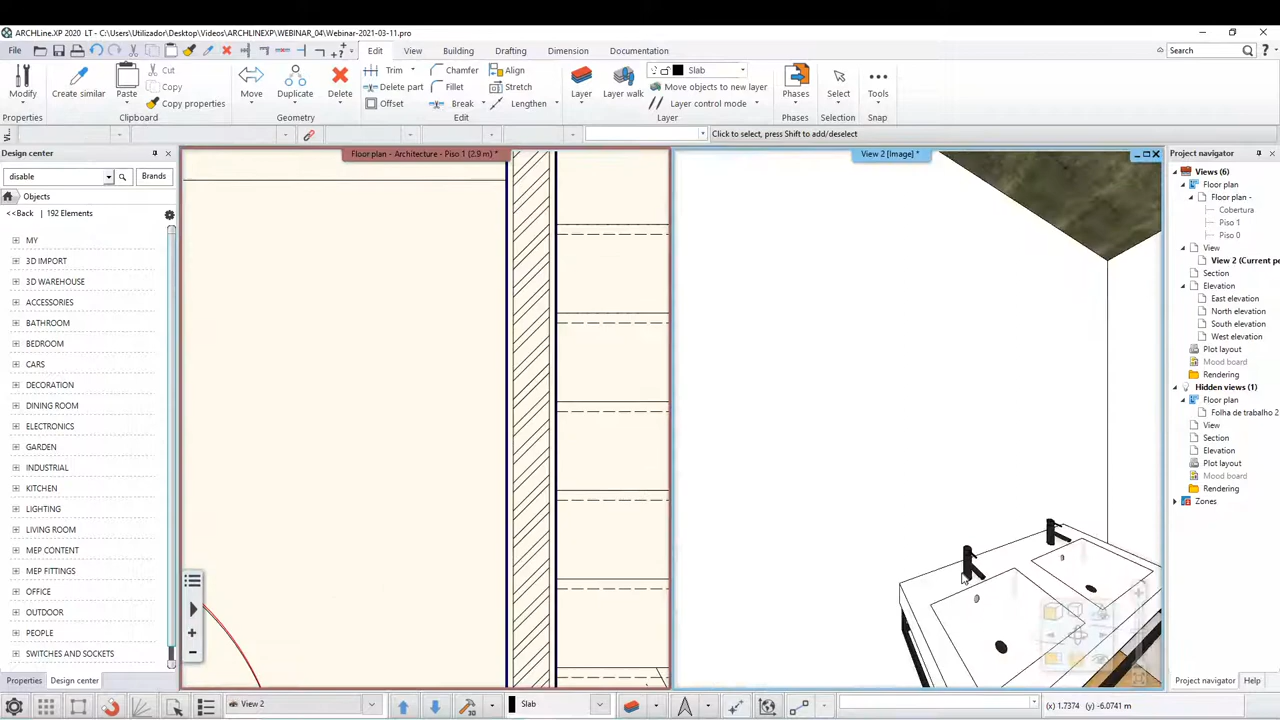 ARCHLine.XP 2020 LT - C:\Users\Utilizador\Desktop\Videos\ARCHLINEXP\WEBINAR_04\Webinar-2021-03-11.pro
File
Edit
View
Building
Drafting
Dimension
Documentation
Search
?
Modify
Create similar
Paste
Cut
Copy
Copy properties
Move
Duplicate
Delete
Trim
Delete part
Offset
Chamfer
Fillet
Break
Align
Stretch
Length
Layer
Layer walk
Slab
Move objects to new layer
Layer control mode
Phases
Select
Tools
Properties
Clipboard
Geometry
Edit
Layer
Phases
Selection
Snap
Click to select, press Shift to add/deselect
Design center
Floor plan - Architecture - Piso 1 (2.9 m) *
View 2 [Image] *
Project navigator
disable
Brands
Objects
<<Back
192 Elements
MY
3D IMPORT
3D WAREHOUSE
ACCESSORIES
BATHROOM
BEDROOM
CARS
DECORATION
DINING ROOM
ELECTRONICS
GARDEN
INDUSTRIAL
KITCHEN
LIGHTING
LIVING ROOM
MEP CONTENT
MEP FITTINGS
OFFICE
OUTDOOR
PEOPLE
SWITCHES AND SOCKETS
Views (6)
Floor plan
Floor plan -
Cobertura
Piso 1
Piso 0
View
View 2 (Current pe
Section
Elevation
East elevation
North elevation
South elevation
West elevation
Plot layout
Mood board
Rendering
Hidden views (1)
Floor plan
Folha de trabalho 2
View
Section
Elevation
Plot layout
Mood board
Rendering
Zones
Properties
Design center
Project navigator
Help
View 2
Slab
x: 1.7374
y: -6.0741 m